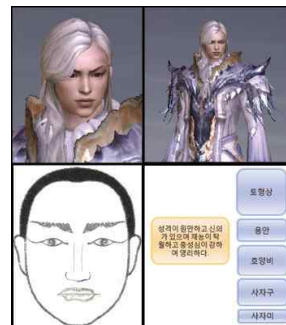 성격이 원만하고 신의
가 있으며 재능이 탁
월하고 충성심이 강하
며 영리하다.
토형상
용안
호양비
사자구
사자미